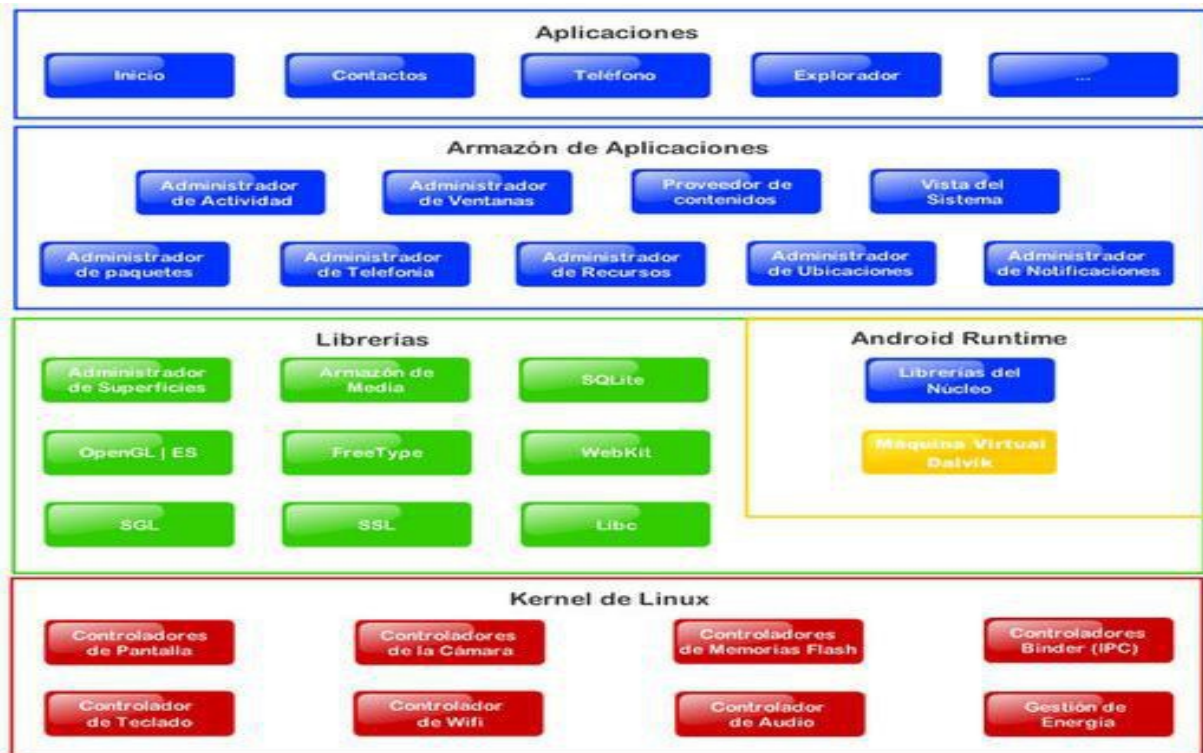 Aplicaciones
Inicio
Contactos
Teléfono
Explorador
...
Armazón de Aplicaciones
Administrador
de Actividad
Administrador
de Ventanas
Proveedor de
contenidos
Vista del
Sistema
Administrador
de paquetes
Administrador
de Telefonía
Administrador
de Recursos
Administrador
de Ubicaciones
Administrador
de Notificaciones
Librerías
Administrador
de Superficies
Armazón de
Media
SQLite
OpenGL | ES
FreeType
WebKit
SGL
SSL
Libc
Android Runtime
Librerías del
Núcleo
Máquina Virtual
Dalvik
Kernel de Linux
Controladores
de Pantalla
Controladores
de la Cámara
Controladores
de Memorias Flash
Controladores
Binder (IPC)
Controlador
de Teclado
Controlador
de Wifi
Controlador
de Audio
Gestión de
Energía